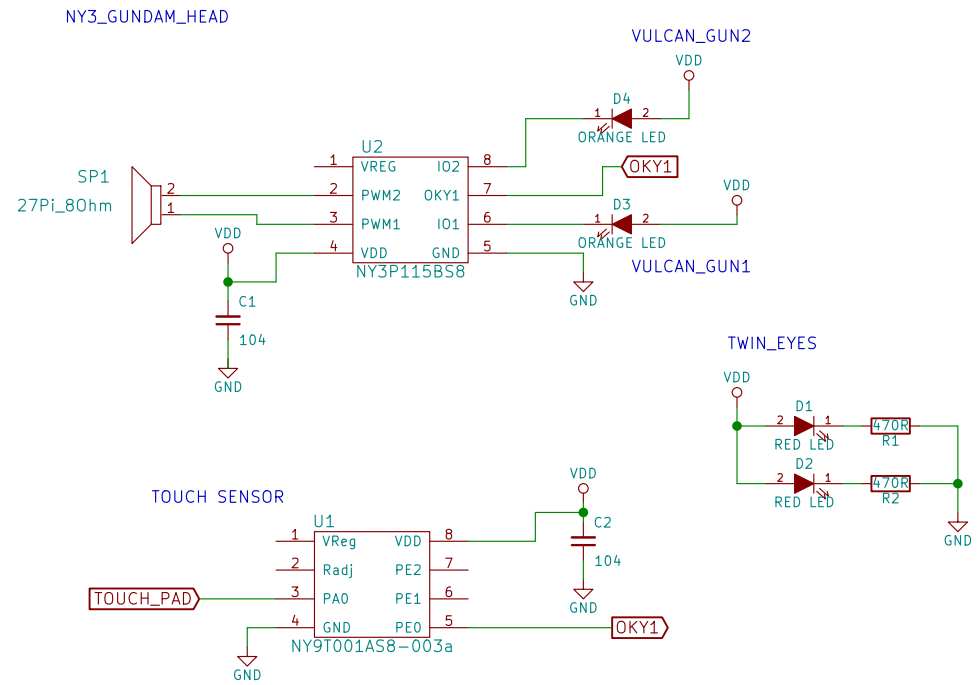 NY3_GUNDAM_HEAD
VULCAN_GUN2
VDD
D4
1 2
ORANGE LED
U2
1 VREG IO2 8
OKY1
SP1
2
2 PWM2 OKY1 7
VDD
27Pi_8Ohm
1
D3
3 PWM1 IO1 6
1 2
VDD
ORANGE LED
4 VDD GND 5
NY3P115BS8
VULCAN_GUN1
C1
GND
104
GND
TWIN_EYES
VDD
D1
2 1
470R
RED LED
R1
D2
2 1
470R
RED LED
R2
GND
TOUCH SENSOR
VDD
U1
C2
1 VReg VDD 8
104
2 Radj PE2 7
TOUCH_PAD
3 PA0 PE1 6
GND
4 GND PE0 5
OKY1
NY9T001AS8-003a
GND